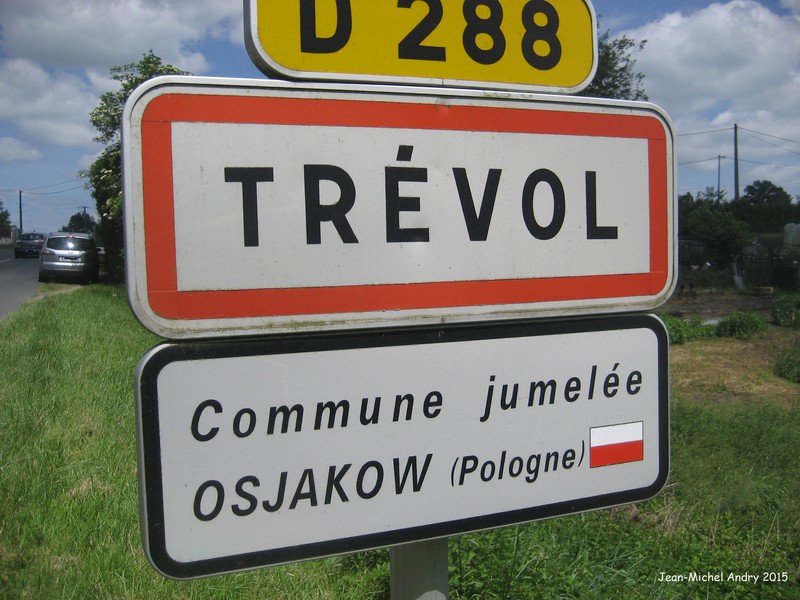 D 288
TRÉVOL
Commune jumelée
OSJAKOW (Pologne)
Jean-Michel Andry 2015